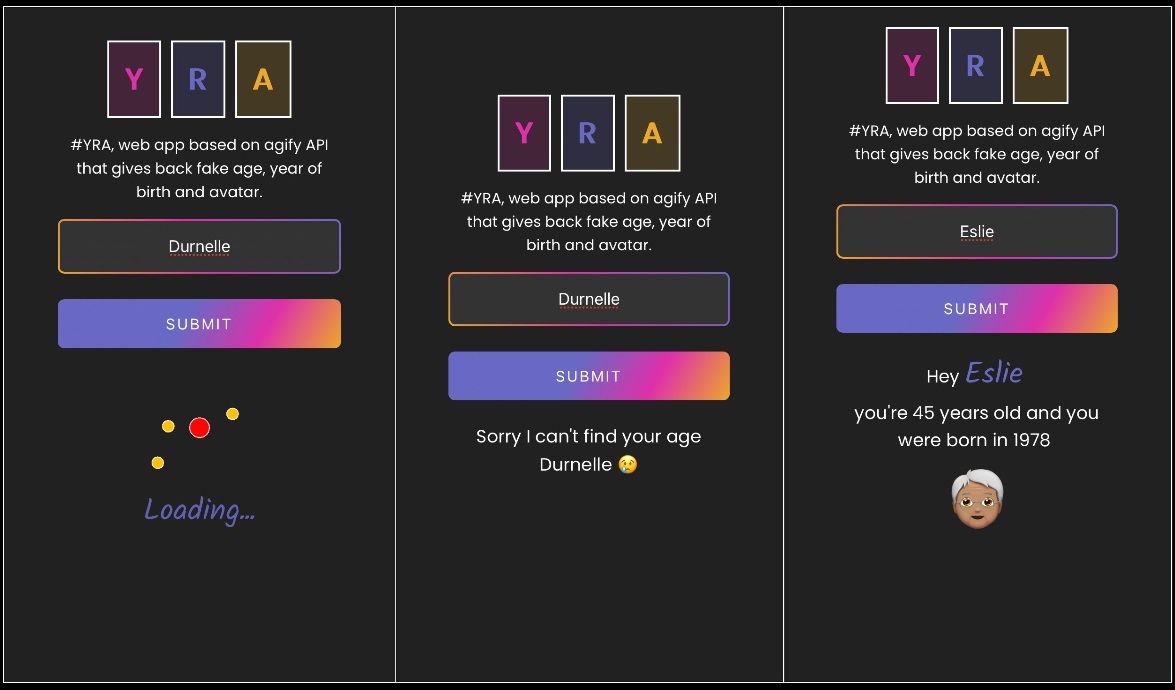 Y R A
#YRA, web app based on agify API
that gives back fake age, year of
birth and avatar.
Durnelle
SUBMIT
Loading...
Y R A
#YRA, web app based on agify API
that gives back fake age, year of
birth and avatar.
Durnelle
SUBMIT
Sorry I can't find your age
Durnelle 😢
Y R A
#YRA, web app based on agify API
that gives back fake age, year of
birth and avatar.
Eslie
SUBMIT
Hey Eslie
you're 45 years old and you
were born in 1978